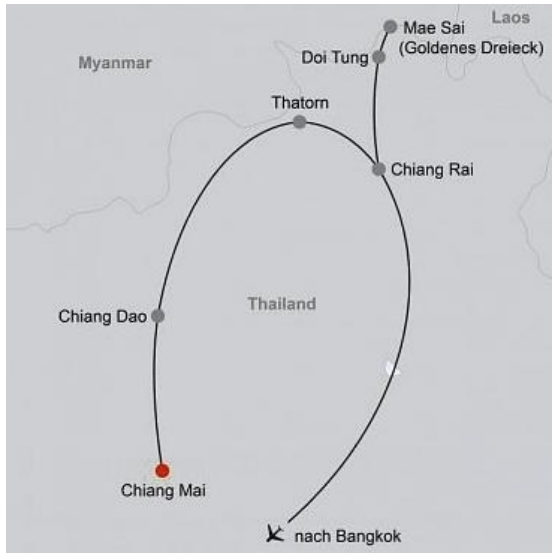 Laos
Mae Sai
(Goldenes Dreieck)
Doi Tung
Myanmar
Thatorn
Chiang Rai
Thailand
Chiang Dao
Chiang Mai
nach Bangkok